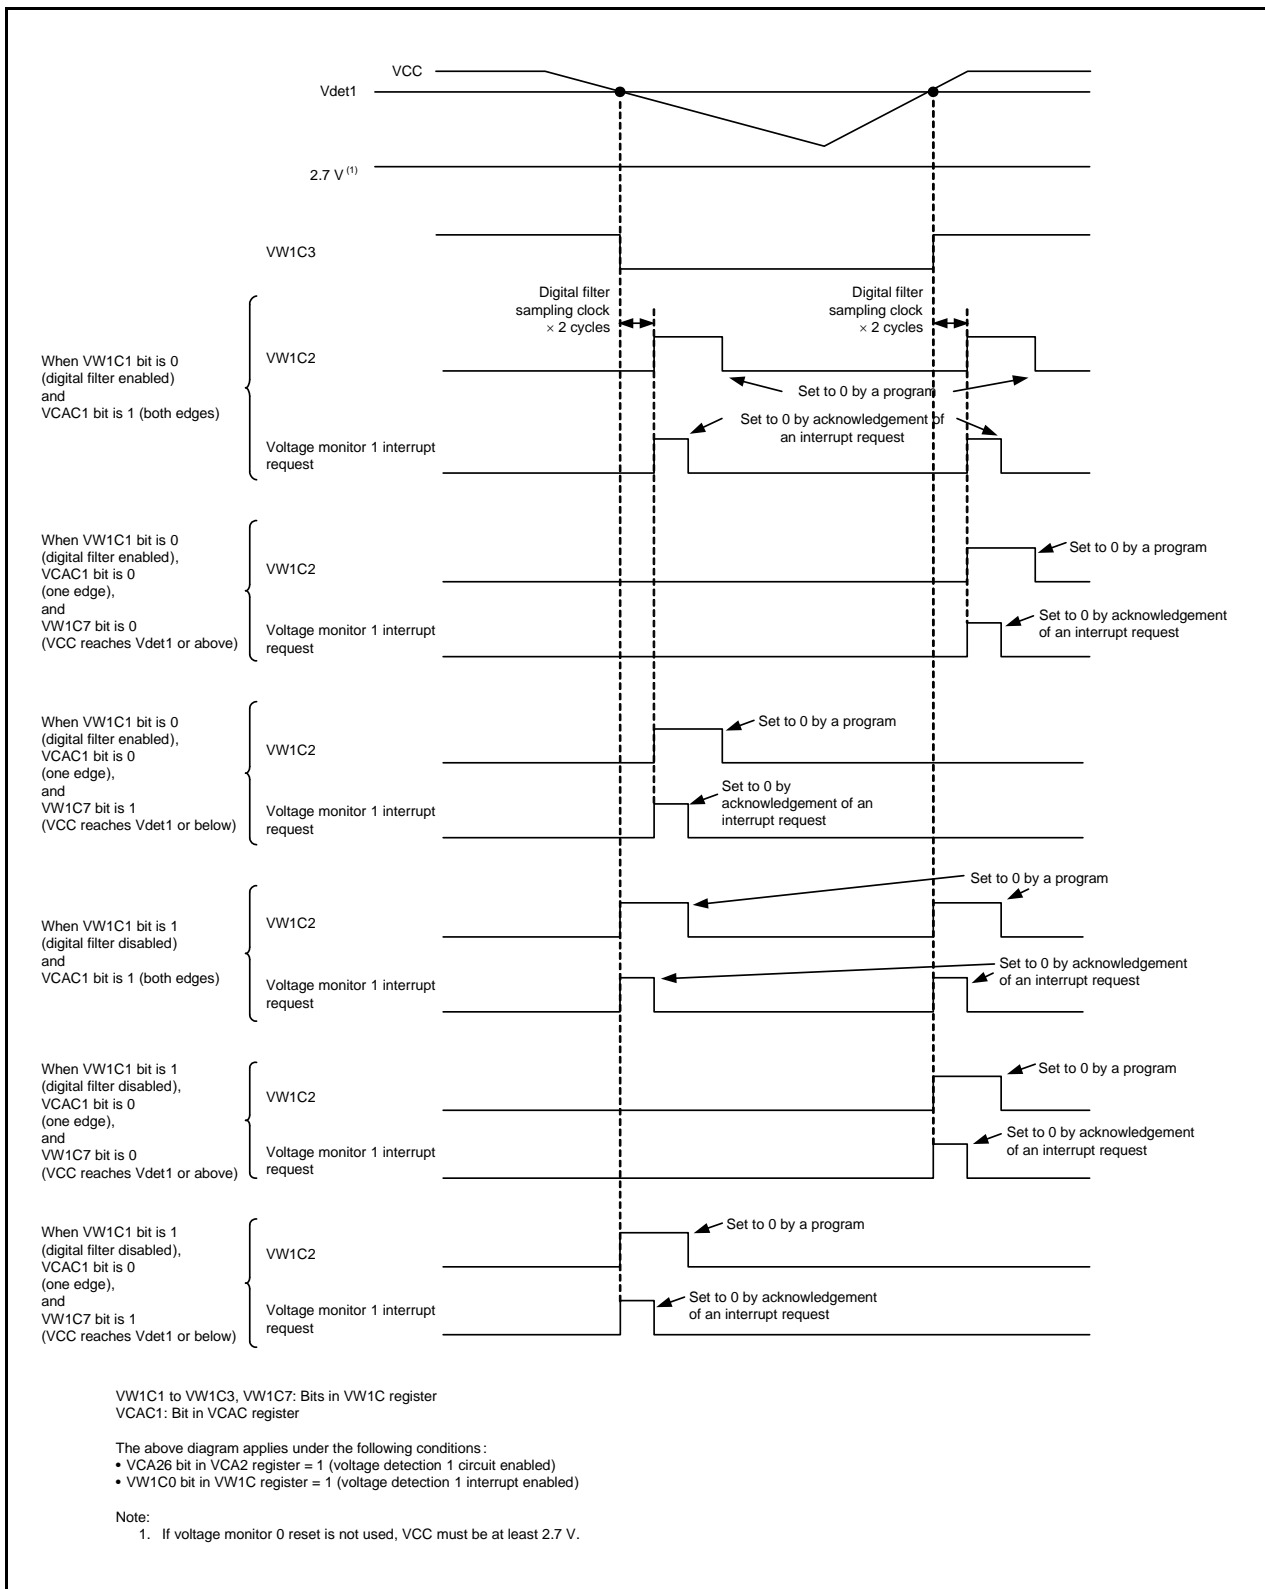 VCC
Vdet1
2.7 V (1)
VW1C3
Digital filter
sampling clock
× 2 cycles
Digital filter
sampling clock
× 2 cycles
When VW1C1 bit is 0
(digital filter enabled)
and
VCAC1 bit is 1 (both edges)
VW1C2
Set to 0 by a program
Set to 0 by acknowledgement of
an interrupt request
Voltage monitor 1 interrupt
request
When VW1C1 bit is 0
(digital filter enabled),
VCAC1 bit is 0
(one edge),
and
VW1C7 bit is 0
(VCC reaches Vdet1 or above)
VW1C2
Set to 0 by a program
Voltage monitor 1 interrupt
request
Set to 0 by acknowledgement
of an interrupt request
When VW1C1 bit is 0
(digital filter enabled),
VCAC1 bit is 0
(one edge),
and
VW1C7 bit is 1
(VCC reaches Vdet1 or below)
VW1C2
Set to 0 by a program
Voltage monitor 1 interrupt
request
Set to 0 by
acknowledgement of an
interrupt request
When VW1C1 bit is 1
(digital filter disabled)
and
VCAC1 bit is 1 (both edges)
VW1C2
Set to 0 by a program
Voltage monitor 1 interrupt
request
Set to 0 by acknowledgement
of an interrupt request
When VW1C1 bit is 1
(digital filter disabled),
VCAC1 bit is 0
(one edge),
and
VW1C7 bit is 0
(VCC reaches Vdet1 or above)
VW1C2
Set to 0 by a program
Voltage monitor 1 interrupt
request
Set to 0 by acknowledgement
of an interrupt request
When VW1C1 bit is 1
(digital filter disabled),
VCAC1 bit is 0
(one edge),
and
VW1C7 bit is 1
(VCC reaches Vdet1 or below)
VW1C2
Set to 0 by a program
Voltage monitor 1 interrupt
request
Set to 0 by acknowledgement
of an interrupt request
VW1C1 to VW1C3, VW1C7: Bits in VW1C register
VCAC1: Bit in VCAC register
The above diagram applies under the following conditions:
• VCA26 bit in VCA2 register = 1 (voltage detection 1 circuit enabled)
• VW1C0 bit in VW1C register = 1 (voltage detection 1 interrupt enabled)
Note:
1. If voltage monitor 0 reset is not used, VCC must be at least 2.7 V.